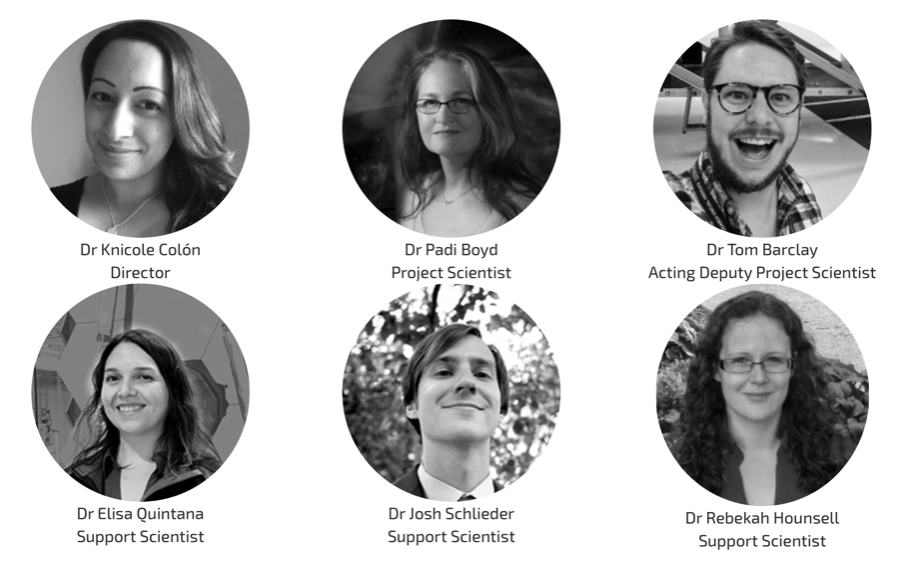 Dr Knicole Colón
Director
Dr Padi Boyd
Project Scientist
Dr Tom Barclay
Acting Deputy Project Scientist
Dr Elisa Quintana
Support Scientist
Dr Josh Schlieder
Support Scientist
Dr Rebekah Hounsell
Support Scientist